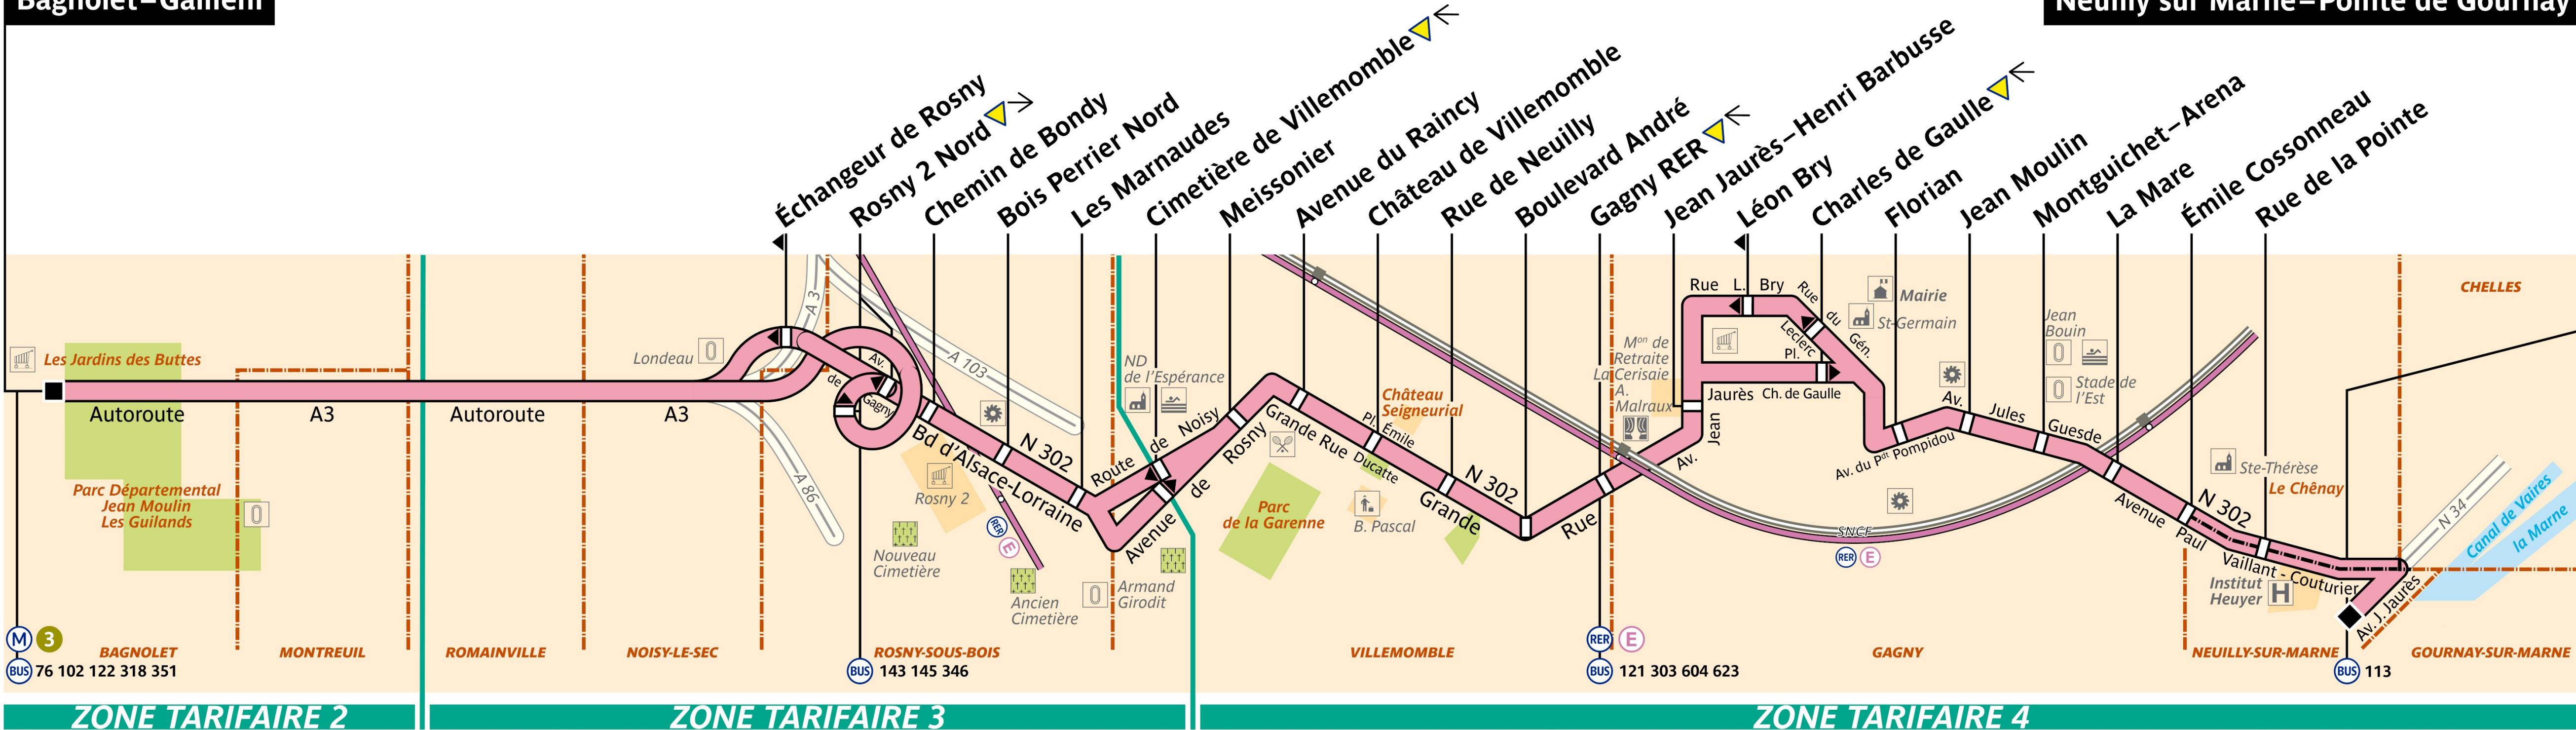 Bagnolet–Gallieni
Neuilly sur Marne–Pointe de Gournay
Échangeur de Rosny
Rosny 2 Nord
Chemin de Bondy
Bois Perrier Nord
Les Marnaudes
Cimetière de Villemomble
Meissonier
Avenue du Raincy
Château de Villemomble
Rue de Neuilly
Boulevard André
Gagny RER
Jean Jaurès–Henri Barbusse
Léon Bry
Charles de Gaulle
Florian
Jean Moulin
Montguichet–Arena
La Mare
Émile Cossonneau
Rue de la Pointe
Les Jardins des Buttes
Autoroute
A3
Autoroute
A3
Parc Départemental
Jean Moulin
Les Guilands
Londeau
A 3
A 103
A 86
Av.
de
Gagny
Bd d'Alsace-Lorraine
N 302
Rosny 2
Nouveau
Cimetière
RER
E
Ancien
Cimetière
Armand
Girodit
ND
de l'Espérance
Route de Noisy
Avenue de Rosny
Grande Rue
Parc
de la Garenne
Pl. Émile
Ducatte
Château
Seigneurial
B. Pascal
N 302
Grande
Rue
Mon de
Retraite
La Cerisaie
A.
Malraux
Av.
Jean
Jaurès
Rue L. Bry
Rue
du
Gén.
Leclerc
Pl.
Ch. de Gaulle
Mairie
St-Germain
Av. du Pdt Pompidou
Av.
Jules
Guesde
Jean
Bouin
Stade de
l'Est
SNCF
RER
E
Ste-Thérèse
Le Chênay
N 302
Avenue
Paul
Vaillant - Couturier
Institut
Heuyer
H
Av. J. Jaurès
N 34
Canal de Vaires
la Marne
CHELLES
M 3
BUS 76 102 122 318 351
BUS 143 145 346
RER E
BUS 121 303 604 623
BUS 113
BAGNOLET
MONTREUIL
ROMAINVILLE
NOISY-LE-SEC
ROSNY-SOUS-BOIS
VILLEMOMBLE
GAGNY
NEUILLY-SUR-MARNE
GOURNAY-SUR-MARNE
ZONE TARIFAIRE 2
ZONE TARIFAIRE 3
ZONE TARIFAIRE 4